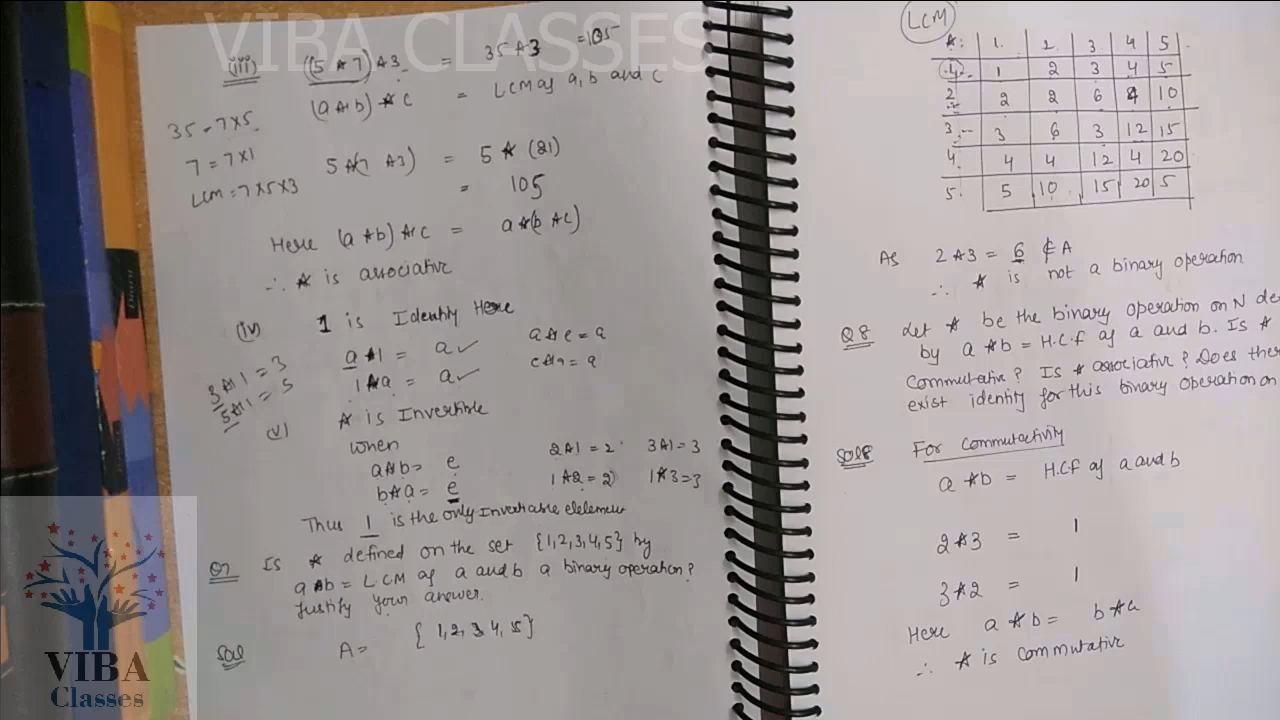 VIBA CLASSES
(iii) (5 * 7) * 3 = 35 * 3 = 105
(a * b) * c = LCM of a, b and c
35 = 7×5
7 = 7×1
LCM = 7×5×3
5 * (7 * 3) = 5 * (21)
= 105
Here (a * b) * c = a * (b * c)
∴ * is associative
(iv) 1 is Identity Here
a * 1 = a ✓ a * e = a
1 * a = a ✓ e * a = a
3 * 1 = 3
5 * 1 = 5
(v) * is Invertible
when
a * b = e 2 * 1 = 2 3 * 1 = 3
b * a = e 1 * 2 = 2 1 * 3 = 3
Thus 1 is the only Invertible
Q7 Is * defined on the set {1,2,3,4,5} by
a * b = L.CM of a and b a binary operation?
Justify your answer.
Sol A = {1,2,3,4,5}
VIBA
Classes
LCM
*: 1. 2. 3 4 5
1. 1 2 3 4 5
2. 2 2 6 4 10
3. 3 6 3 12 15
4. 4 4 12 4 20
5. 5 10 15 20 5
As 2 * 3 = 6 ∉ A
∴ * is not a binary operation
Q8 Let * be the binary operation on N de
by a * b = H.C.f of a and b. Is *
Commutative? Is * associative? Does there
exist identity for this binary operation on
Sol8 For Commutativity
a * b = H.C.f of a and b
2 * 3 = 1
3 * 2 = 1
Here a * b = b * a
∴ * is commutative